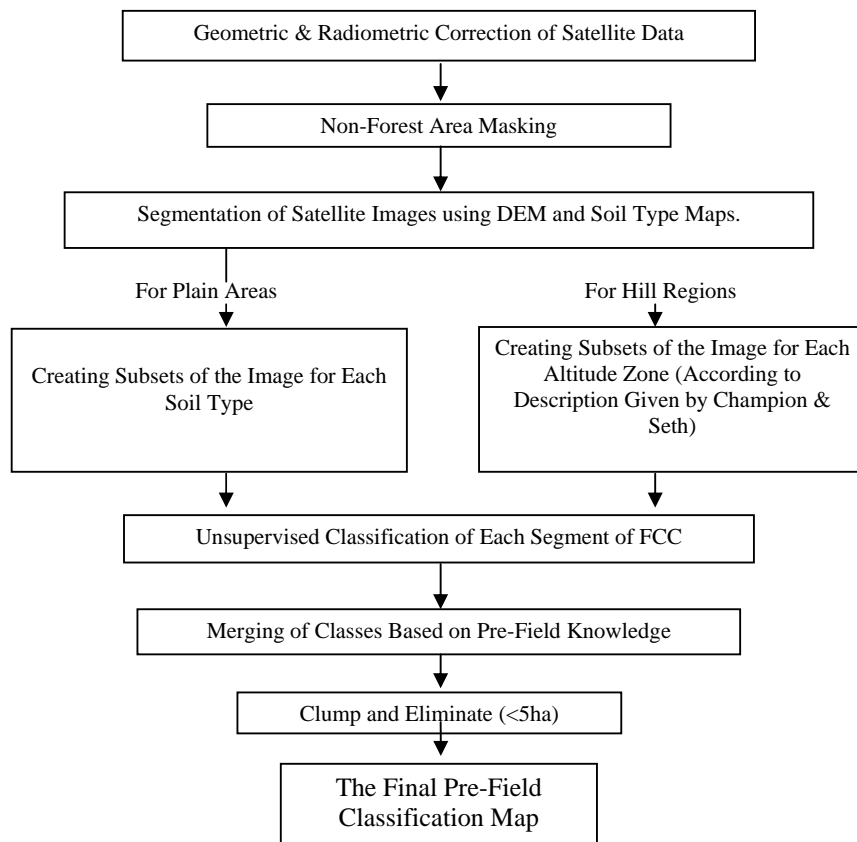 Geometric & Radiometric Correction of Satellite Data
Non-Forest Area Masking
Segmentation of Satellite Images using DEM and Soil Type Maps.
For Plain Areas
For Hill Regions
Creating Subsets of the Image for Each
Soil Type
Creating Subsets of the Image for Each
Altitude Zone (According to
Description Given by Champion &
Seth)
Unsupervised Classification of Each Segment of FCC
Merging of Classes Based on Pre-Field Knowledge
Clump and Eliminate (<5ha)
The Final Pre-Field
Classification Map